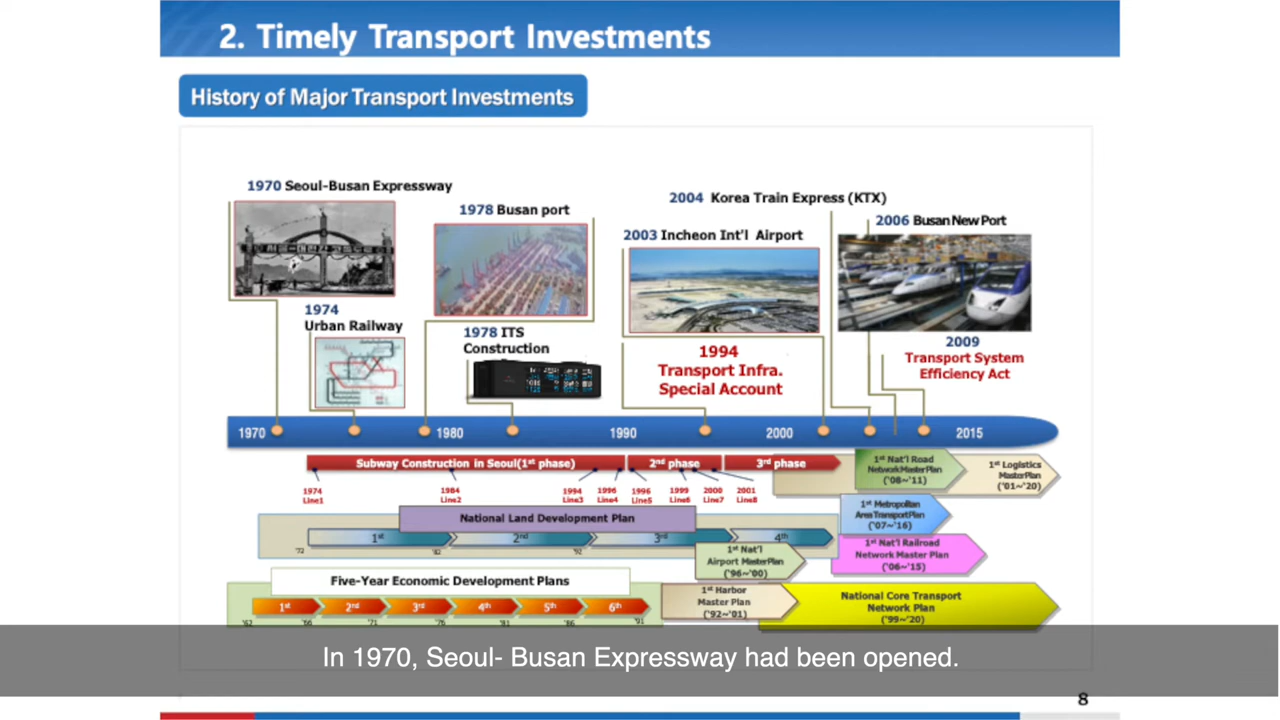 2. Timely Transport Investments
History of Major Transport Investments
1970 Seoul-Busan Expressway
2004 Korea Train Express (KTX)
1978 Busan port
2006 Busan New Port
2003 Incheon Int'l Airport
1974
Urban Railway
1978 ITS
Construction
1994
Transport Infra.
Special Account
2009
Transport System
Efficiency Act
1970 1980 1990 2000 2015
Subway Construction in Seoul(1st phase) 2nd phase 3rd phase
1974
Line1
1984
Line2
1994
Line3
1996
Line4
1996
Line5
1999
Line6
2000
Line7
2001
Line8
1st Nat'l Road
Network Master Plan
('08~'11)
1st Logistics
Master Plan
('01~'20)
1st Metropolitan
Area Transport Plan
('07~'16)
National Land Development Plan
1st 2nd 3rd 4th
'72 '82 '92
1st Nat'l
Airport Master Plan
('96~'00)
1st Nat'l Railroad
Network Master Plan
('06~'15)
Five-Year Economic Development Plans
1st 2nd 3rd 4th 5th 6th
'62 '66 '71 '76 '81 '86 '91
1st Harbor
Master Plan
('92~'01)
National Core Transport
Network Plan
('99~'20)
In 1970, Seoul- Busan Expressway had been opened.
8